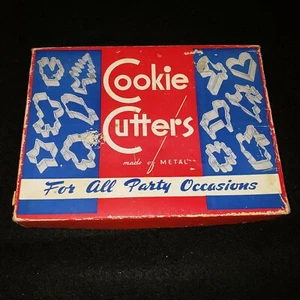 Cookie
Cutters
made of METAL
For All Party Occasions